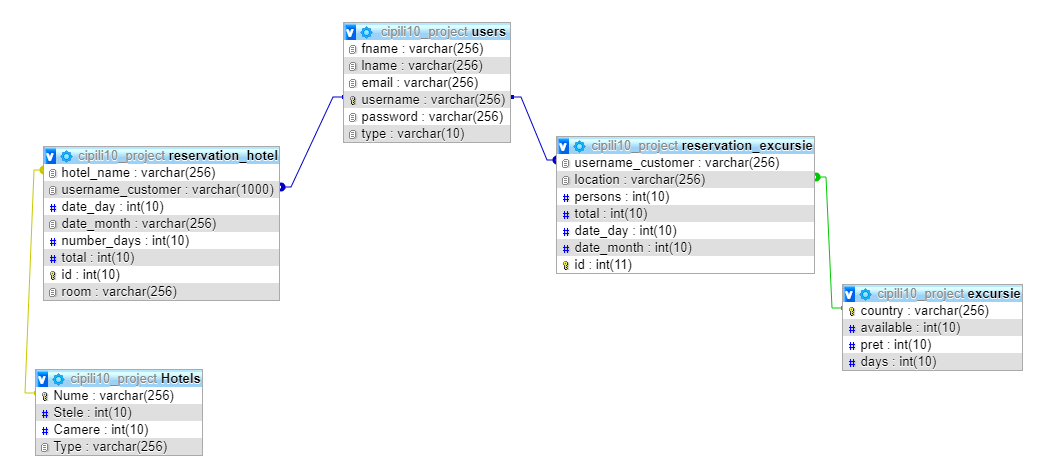 cipili10_project users
fname : varchar(256)
lname : varchar(256)
email : varchar(256)
username : varchar(256)
password : varchar(256)
type : varchar(10)
cipili10_project reservation_hotel
hotel_name : varchar(256)
username_customer : varchar(1000)
date_day : int(10)
date_month : varchar(256)
number_days : int(10)
total : int(10)
id : int(10)
room : varchar(256)
cipili10_project reservation_excursie
username_customer : varchar(256)
location : varchar(256)
persons : int(10)
total : int(10)
date_day : int(10)
date_month : int(10)
id : int(11)
cipili10_project excursie
country : varchar(256)
available : int(10)
pret : int(10)
days : int(10)
cipili10_project Hotels
Nume : varchar(256)
Stele : int(10)
Camere : int(10)
Type : varchar(256)